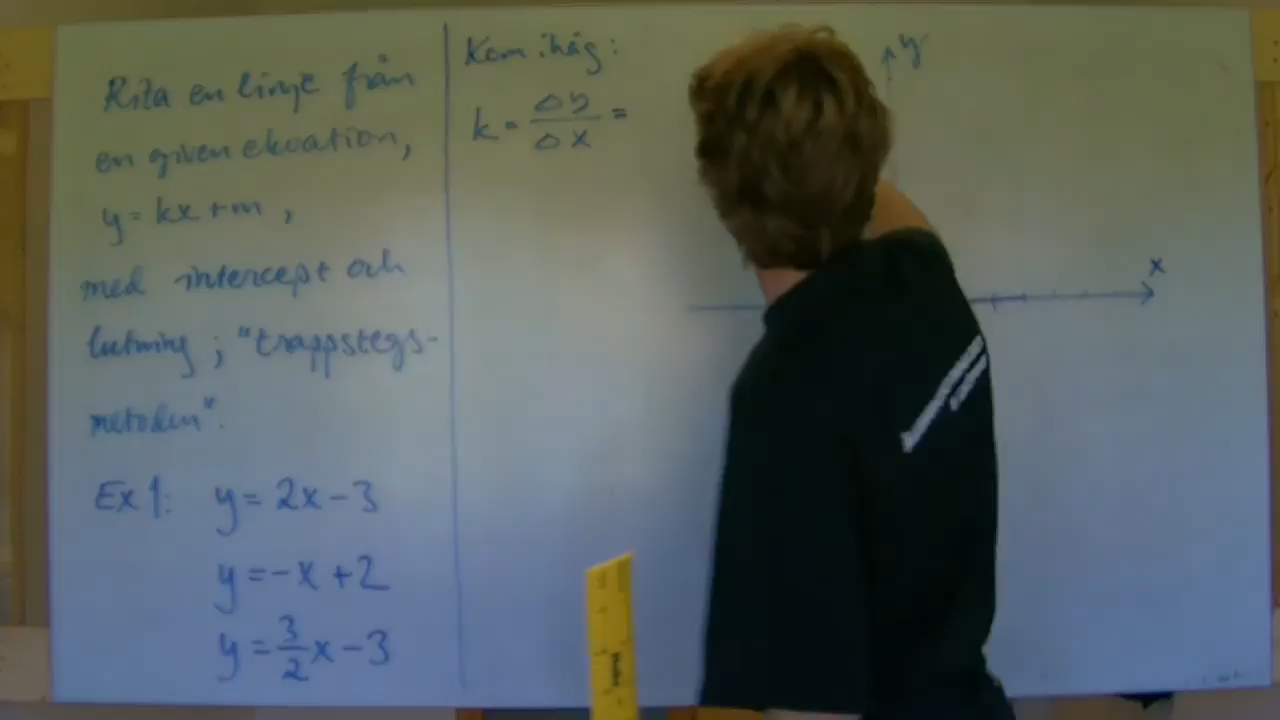 Rita en linje från
en given ekvation,
y = kx + m ,
med intercept och
lutning ; "trappstegs-
metoden".
Ex 1: y = 2x - 3
y = -x + 2
y = 3/2 x - 3
Kom ihåg:
k = Δy/Δx =
y
x